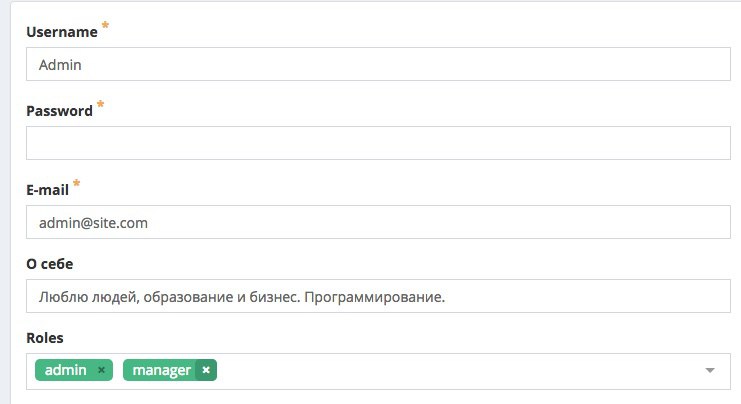 Username *
Admin
Password *
E-mail *
admin@site.com
О себе
Люблю людей, образование и бизнес. Программирование.
Roles
admin × manager ×